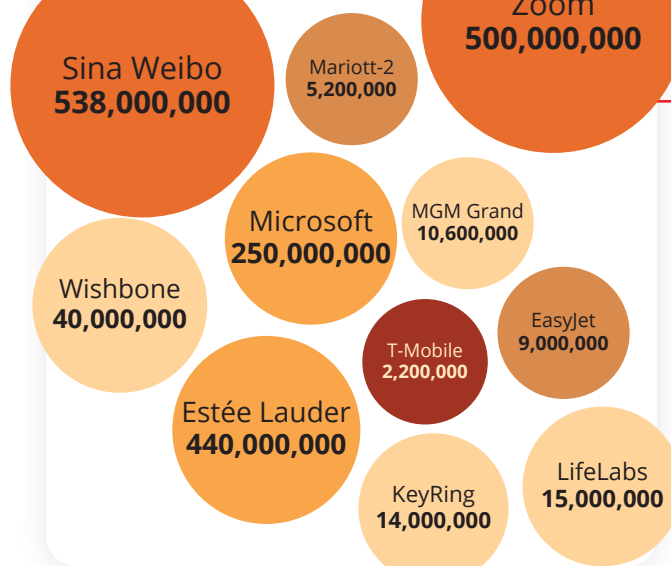 Zoom
500,000,000
Sina Weibo
538,000,000
Mariott-2
5,200,000
Microsoft
250,000,000
MGM Grand
10,600,000
Wishbone
40,000,000
EasyJet
9,000,000
T-Mobile
2,200,000
Estée Lauder
440,000,000
LifeLabs
15,000,000
KeyRing
14,000,000